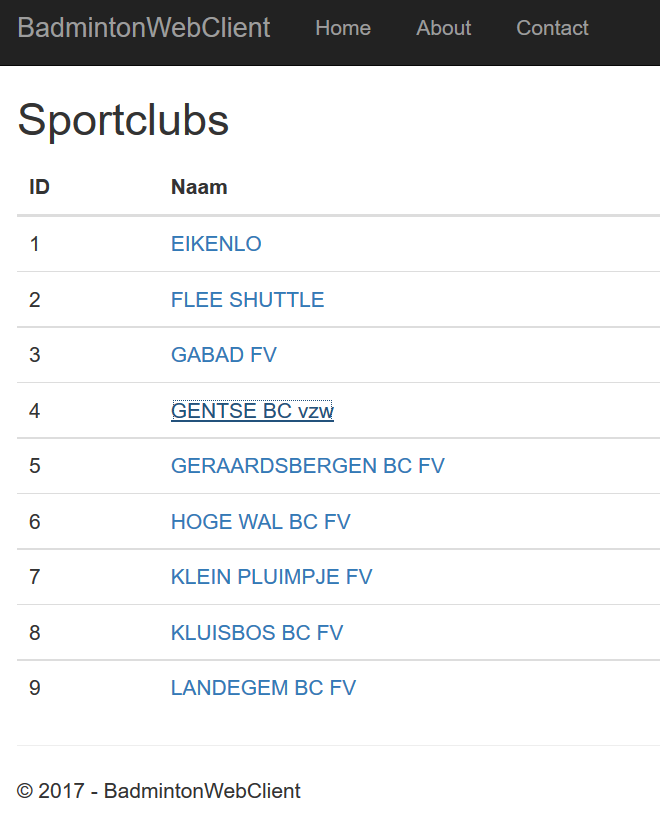 BadmintonWebClient Home About Contact
Sportclubs
ID Naam
1 EIKENLO
2 FLEE SHUTTLE
3 GABAD FV
4 GENTSE BC vzw
5 GERAARDSBERGEN BC FV
6 HOGE WAL BC FV
7 KLEIN PLUIMPJE FV
8 KLUISBOS BC FV
9 LANDEGEM BC FV
© 2017 - BadmintonWebClient